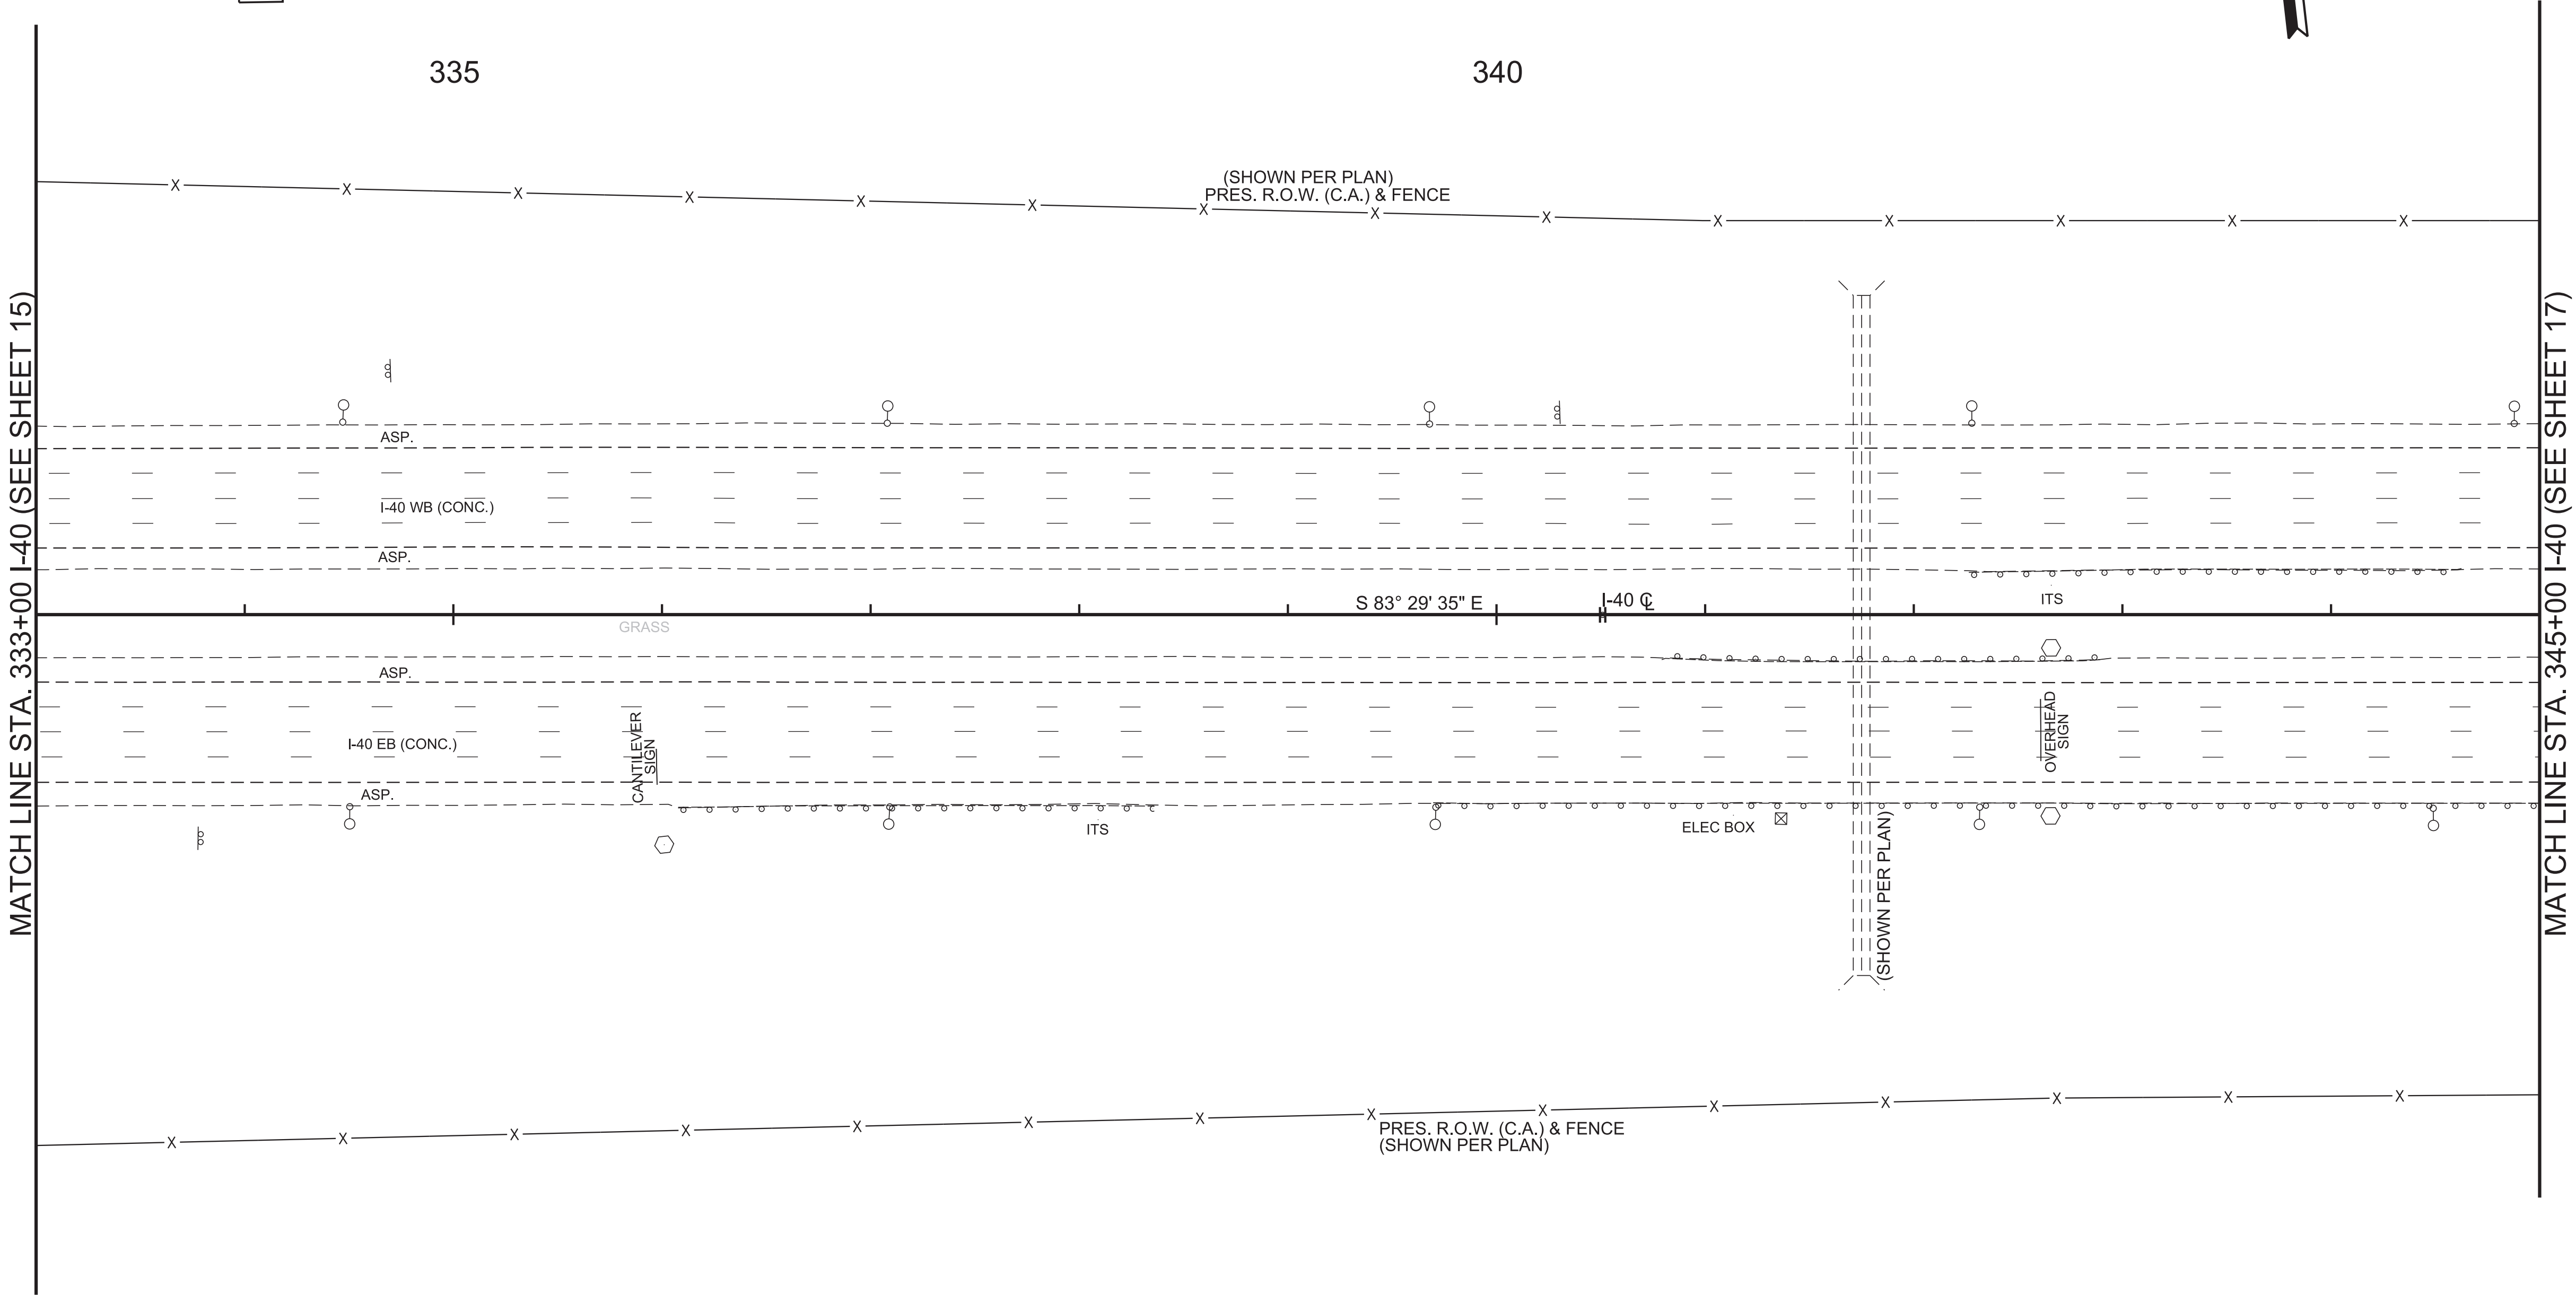 335
340
(SHOWN PER PLAN)
PRES. R.O.W. (C.A.) & FENCE
MATCH LINE STA. 333+00 I-40 (SEE SHEET 15)
MATCH LINE STA. 345+00 I-40 (SEE SHEET 17)
ASP.
I-40 WB (CONC.)
ASP.
S 83° 29' 35" E
I-40 ℄
ITS
GRASS
ASP.
CANTILEVER
SIGN
OVERHEAD
SIGN
I-40 EB (CONC.)
ASP.
ITS
ELEC BOX
(SHOWN PER PLAN)
PRES. R.O.W. (C.A.) & FENCE
(SHOWN PER PLAN)